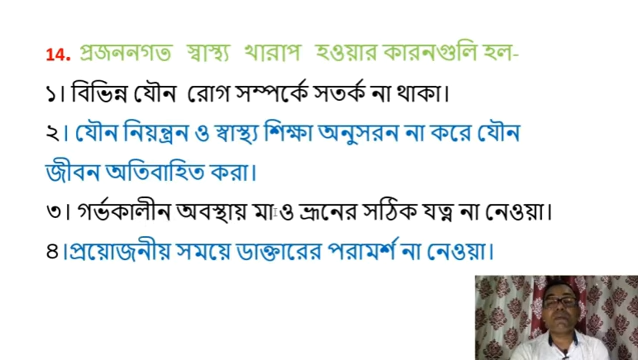 14. প্রজননগত স্বাস্থ্য খারাপ হওয়ার কারনগুলি হল-
১। বিভিন্ন যৌন রোগ সম্পর্কে সতর্ক না থাকা।
২। যৌন নিয়ন্ত্রন ও স্বাস্থ্য শিক্ষা অনুসরন না করে যৌন
জীবন অতিবাহিত করা।
৩। গর্ভকালীন অবস্থায় মা ও ভ্রূনের সঠিক যত্ন না নেওয়া।
৪।প্রয়োজনীয় সময়ে ডাক্তারের পরামর্শ না নেওয়া।